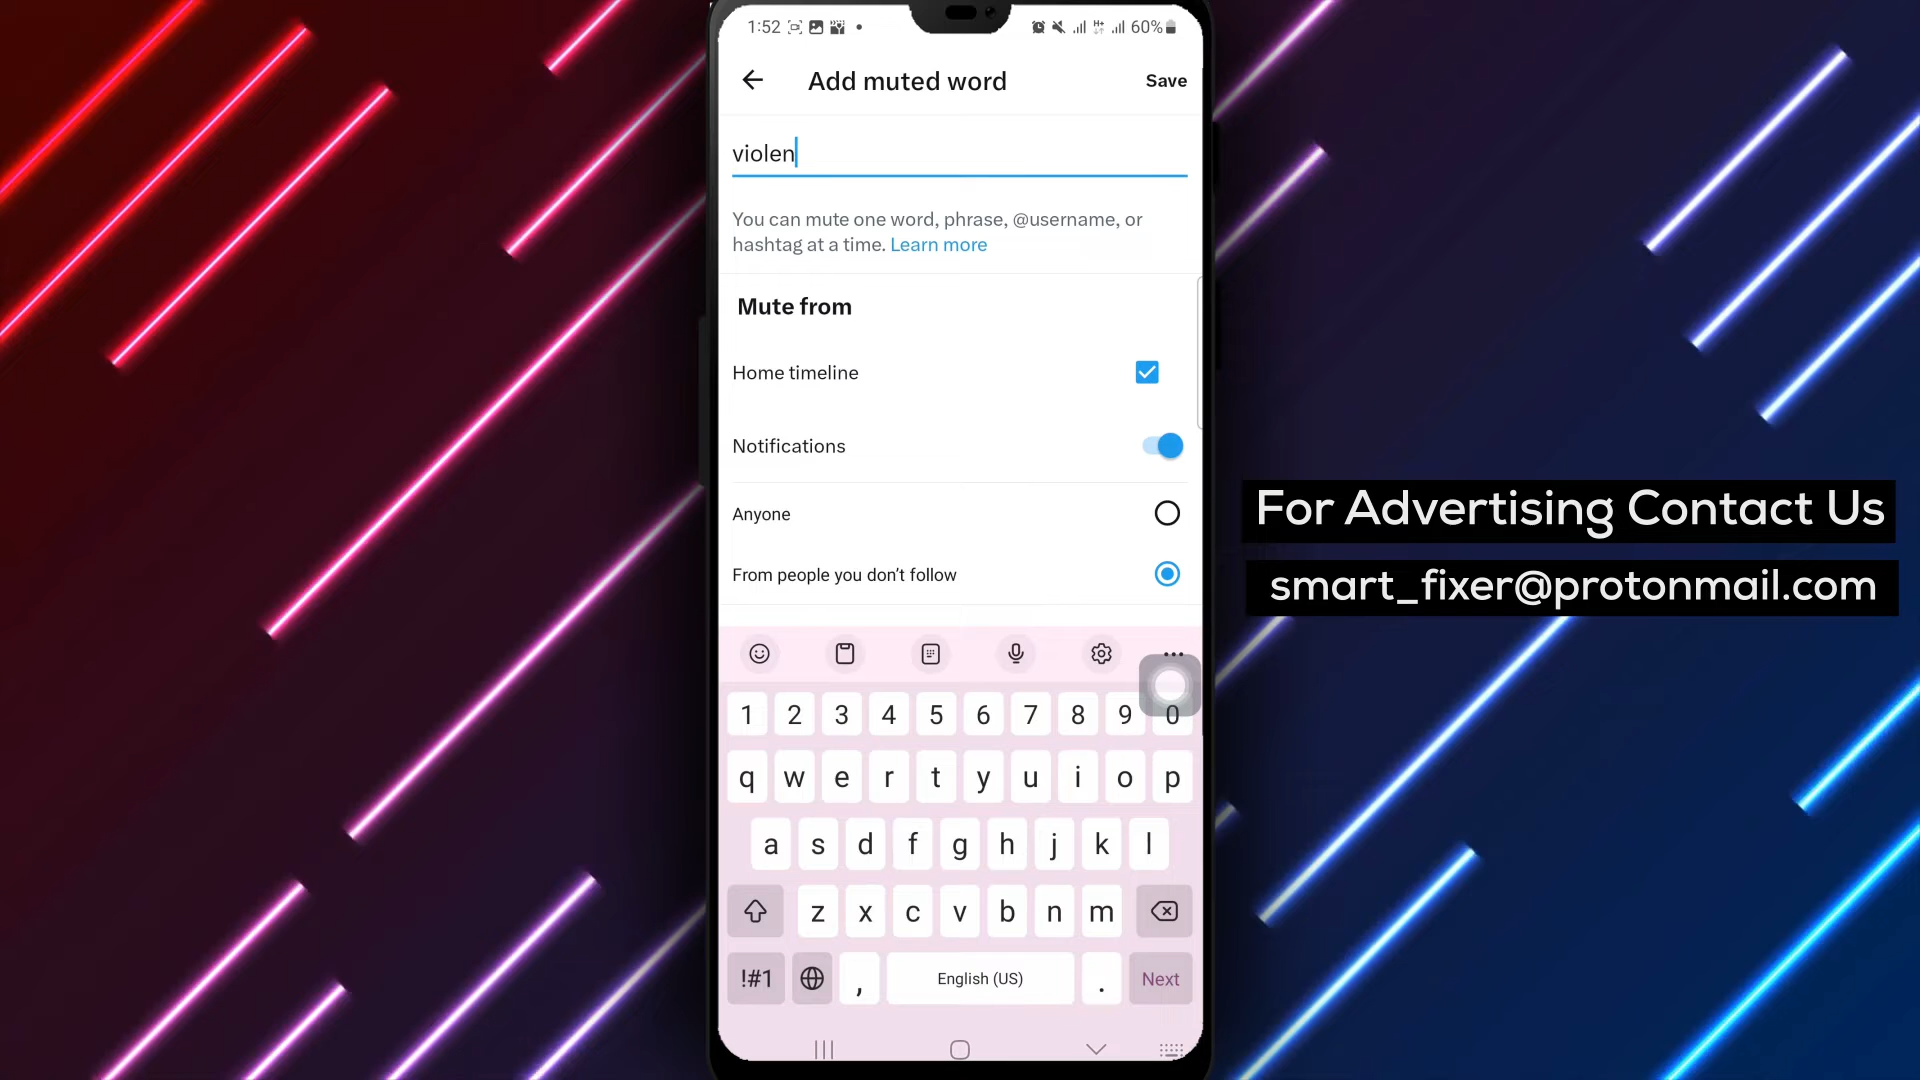 1:52
60%
Add muted word
Save
violen
You can mute one word, phrase, @username, or
hashtag at a time. Learn more
Mute from
Home timeline
Notifications
Anyone
From people you don't follow
For Advertising Contact Us
smart_fixer@protonmail.com
1 2 3 4 5 6 7 8 9 0
q w e r t y u i o p
a s d f g h j k l
z x c v b n m
!#1 , English (US) . Next